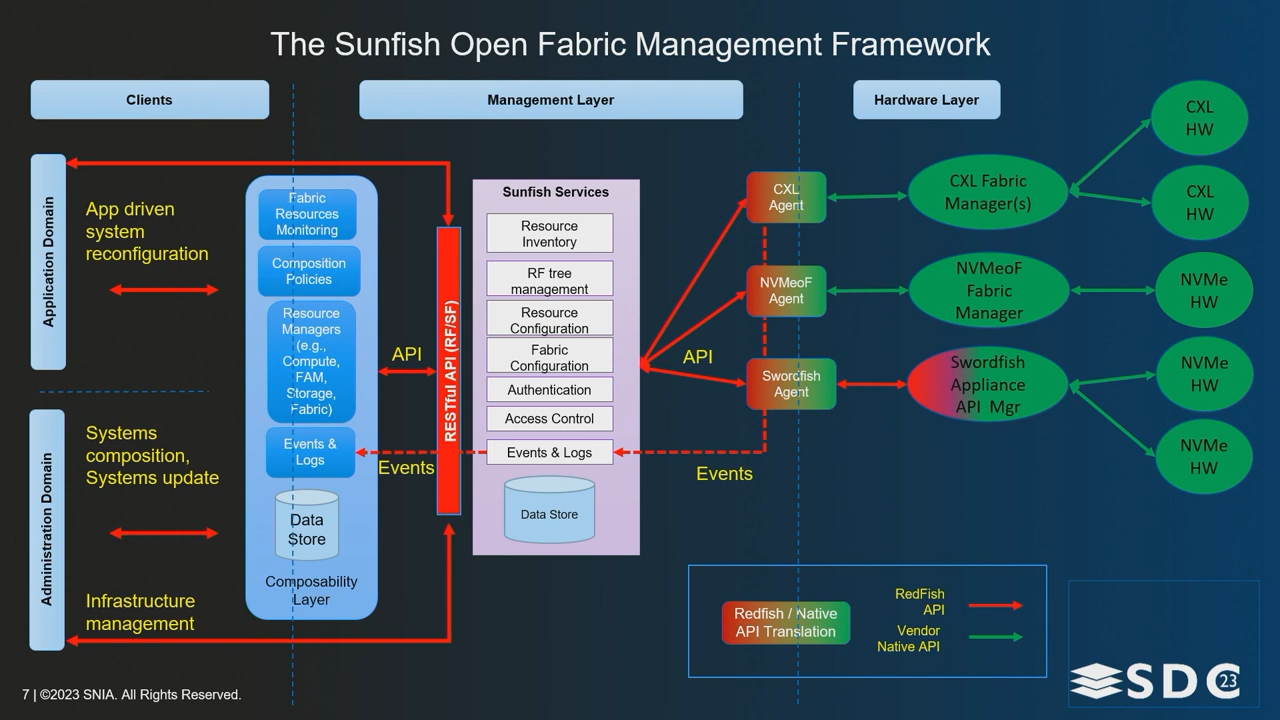 The Sunfish Open Fabric Management Framework
Clients
Management Layer
Hardware Layer
Application Domain
App driven
system
reconfiguration
Administration Domain
Systems
composition,
Systems update
Infrastructure
management
Fabric
Resources
Monitoring
Composition
Policies
Resource
Managers
(e.g.,
Compute,
FAM,
Storage,
Fabric)
Events &
Logs
Data
Store
Composability
Layer
API
Events
RESTful API (RF/SF)
Sunfish Services
Resource
Inventory
RF tree
management
Resource
Configuration
Fabric
Configuration
Authentication
Access Control
Events & Logs
Data Store
API
Events
CXL
Agent
NVMeoF
Agent
Swordfish
Agent
CXL Fabric
Manager(s)
NVMeoF
Fabric
Manager
Swordfish
Appliance
API Mgr
CXL
HW
CXL
HW
NVMe
HW
NVMe
HW
NVMe
HW
Redfish / Native
API Translation
RedFish
API
Vendor
Native API
7 | ©2023 SNIA. All Rights Reserved.
SDC 23